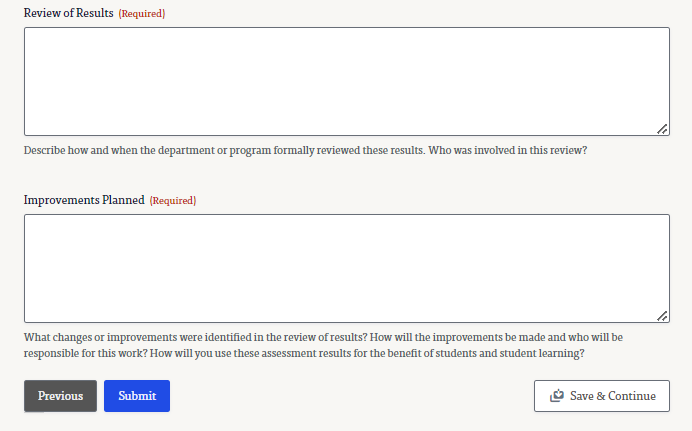 Review of Results (Required)
Describe how and when the department or program formally reviewed these results. Who was involved in this review?
Improvements Planned (Required)
What changes or improvements were identified in the review of results? How will the improvements be made and who will be
responsible for this work? How will you use these assessment results for the benefit of students and student learning?
Previous Submit Save & Continue